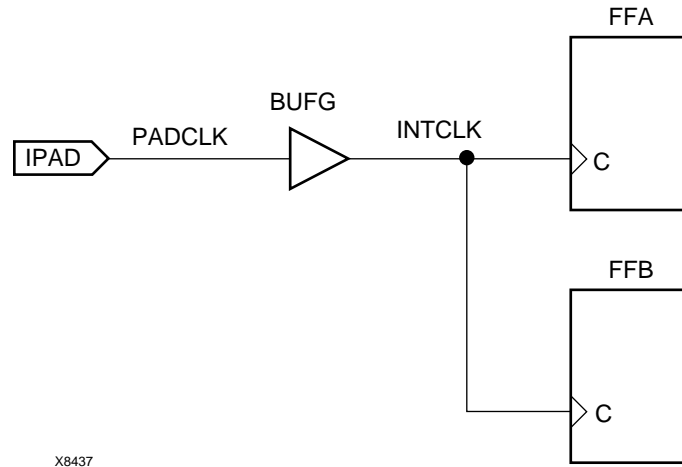 FFA
BUFG
PADCLK
INTCLK
IPAD
C
FFB
C
X8437